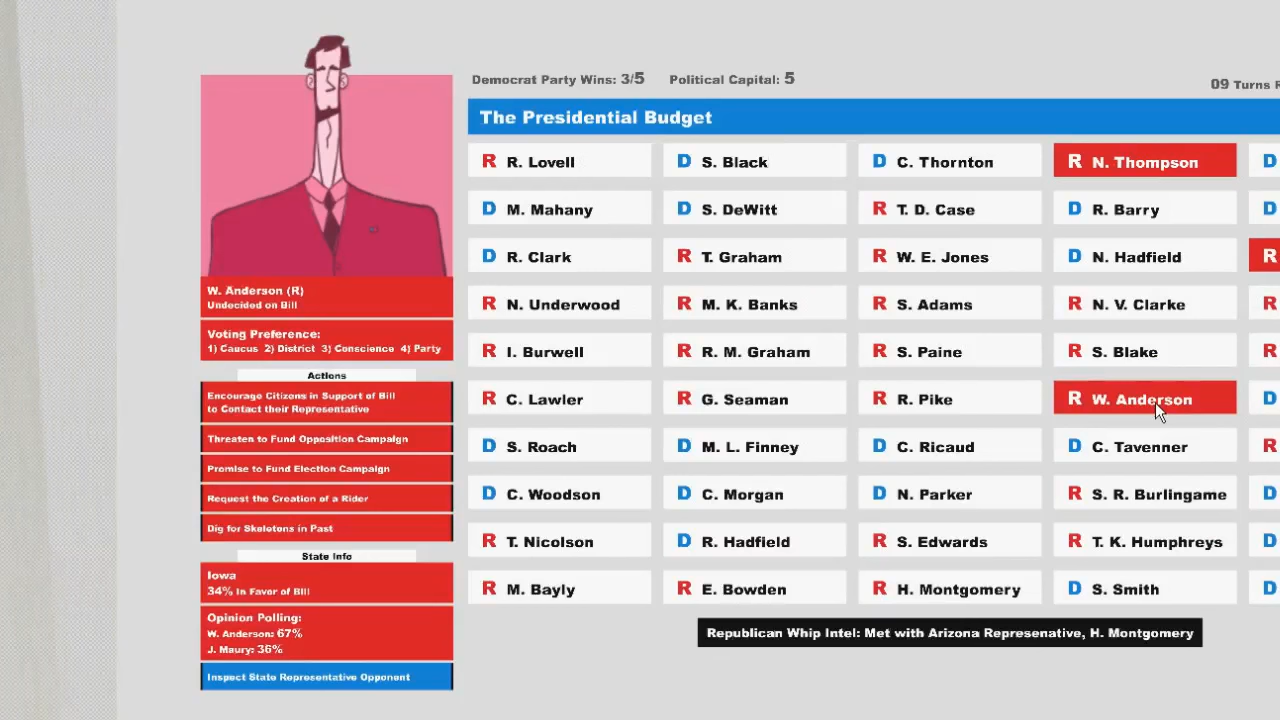 Democrat Party Wins: 3/5 Political Capital: 5
09 Turns
The Presidential Budget
R R. Lovell D S. Black D C. Thornton R N. Thompson D
D M. Mahany D S. DeWitt R T. D. Case D R. Barry D
D R. Clark R T. Graham R W. E. Jones D N. Hadfield R
R N. Underwood R M. K. Banks R S. Adams R N. V. Clarke R
R I. Burwell R R. M. Graham R S. Paine R S. Blake R
R C. Lawler R G. Seaman R R. Pike R W. Anderson D
D S. Roach D M. L. Finney D C. Ricaud D C. Tavenner R
D C. Woodson D C. Morgan D N. Parker R S. R. Burlingame D
R T. Nicolson D R. Hadfield R S. Edwards R T. K. Humphreys D
R M. Bayly R E. Bowden R H. Montgomery D S. Smith D
Republican Whip Intel: Met with Arizona Represenative, H. Montgomery
W. Anderson (R)
Undecided on Bill
Voting Preference:
1) Caucus 2) District 3) Conscience 4) Party
Actions
Encourage Citizens in Support of Bill
to Contact their Representative
Threaten to Fund Opposition Campaign
Promise to Fund Election Campaign
Request the Creation of a Rider
Dig for Skeletons in Past
State Info
Iowa
34% In Favor of Bill
Opinion Polling:
W. Anderson: 67%
J. Maury: 36%
Inspect State Representative Opponent